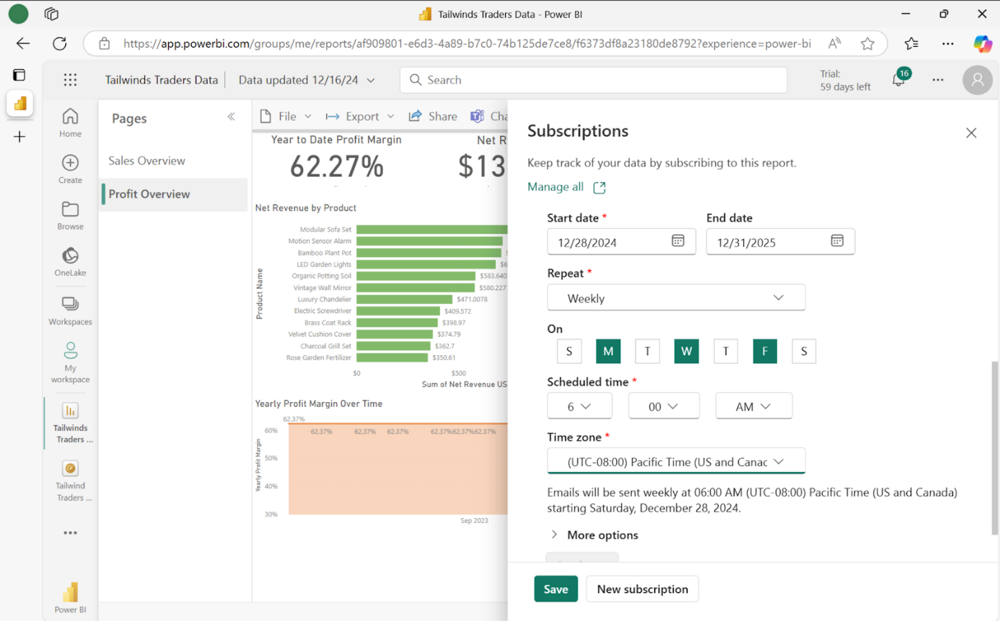 Tailwinds Traders Data - Power BI
https://app.powerbi.com/groups/me/reports/af909801-e6d3-4a89-b7c0-74b125de7ce8/f6373df8a23180de8792?experience=power-bi
Tailwinds Traders Data
Data updated 12/16/24
Search
Trial:
59 days left
16
Home
Create
Browse
OneLake
Workspaces
My
workspace
Tailwinds
Traders ...
Tailwind
Traders ...
Power BI
Pages
Sales Overview
Profit Overview
File
Export
Share
Cha
Year to Date Profit Margin
62.27%
Net R
$13
Net Revenue by Product
Product Name
Modular Sofa Set
Motion Sensor Alarm
Bamboo Plant Pot
LED Garden Lights $6
Organic Potting Soil $583.640
Vintage Wall Mirror $580.227
Luxury Chandelier $471.0078
Electric Screwdriver $409.572
Brass Coat Rack $398.97
Velvet Cushion Cover $374.79
Charcoal Grill Set $362.7
Rose Garden Fertilizer $350.61
$0 $500
Sum of Net Revenue US
Yearly Profit Margin Over Time
Yearly Profit Margin
62.37%
60% 62.37% 62.37% 62.37% 62.37%62.37%62.37%
50%
40%
30%
Sep 2023
Subscriptions
Keep track of your data by subscribing to this report.
Manage all
Start date * End date
12/28/2024 12/31/2025
Repeat *
Weekly
On
S M T W T F S
Scheduled time *
6 00 AM
Time zone *
(UTC-08:00) Pacific Time (US and Canac
Emails will be sent weekly at 06:00 AM (UTC-08:00) Pacific Time (US and Canada)
starting Saturday, December 28, 2024.
More options
Save New subscription